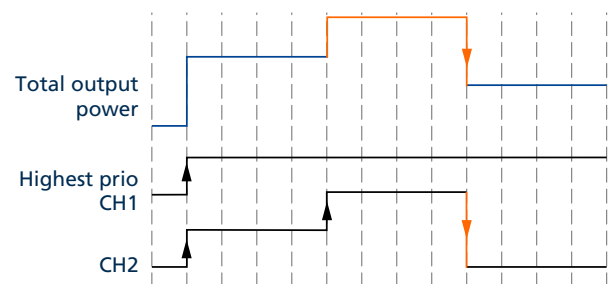 Total output
power
Highest prio
CH1
CH2